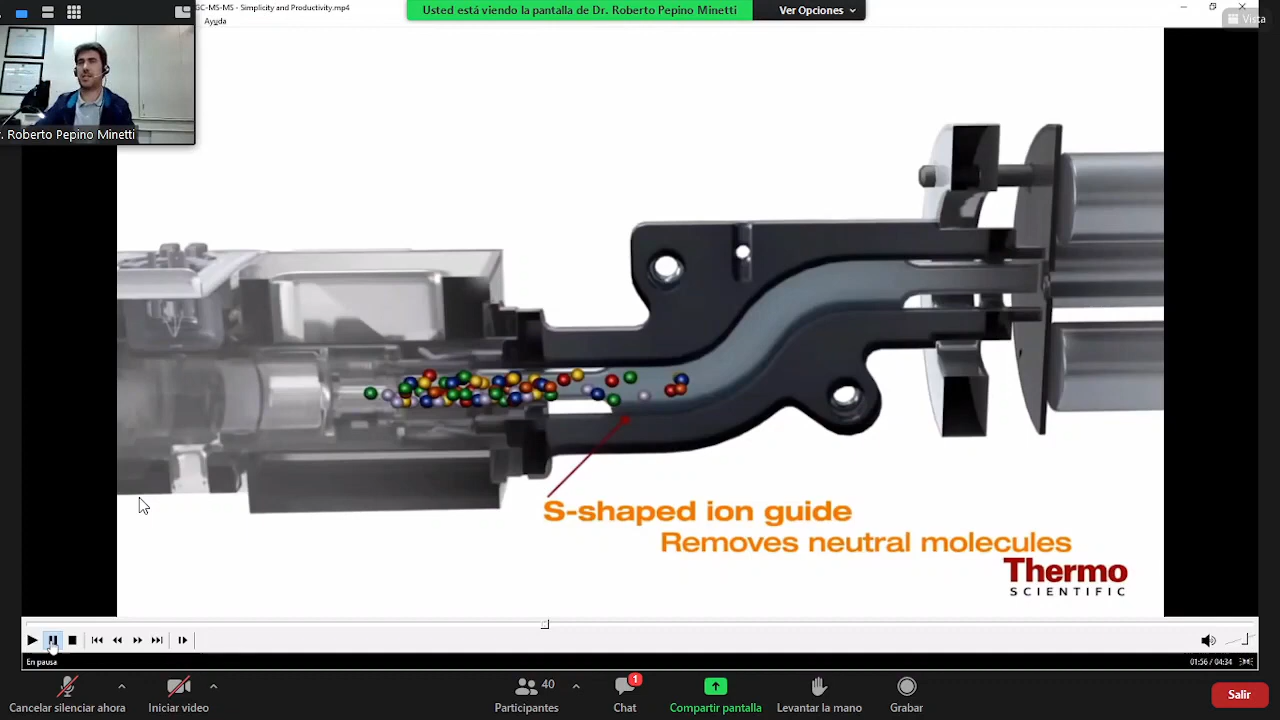 GC-MS-MS - Simplicity and Productivity.mp4
Usted está viendo la pantalla de Dr. Roberto Pepino Minetti
Ver Opciones
Vista
Ayuda
r. Roberto Pepino Minetti
S-shaped ion guide
Removes neutral molecules
Thermo
SCIENTIFIC
En pausa
01:56 / 04:34
40
1
Cancelar silenciar ahora
Iniciar video
Participantes
Chat
Compartir pantalla
Levantar la mano
Grabar
Salir